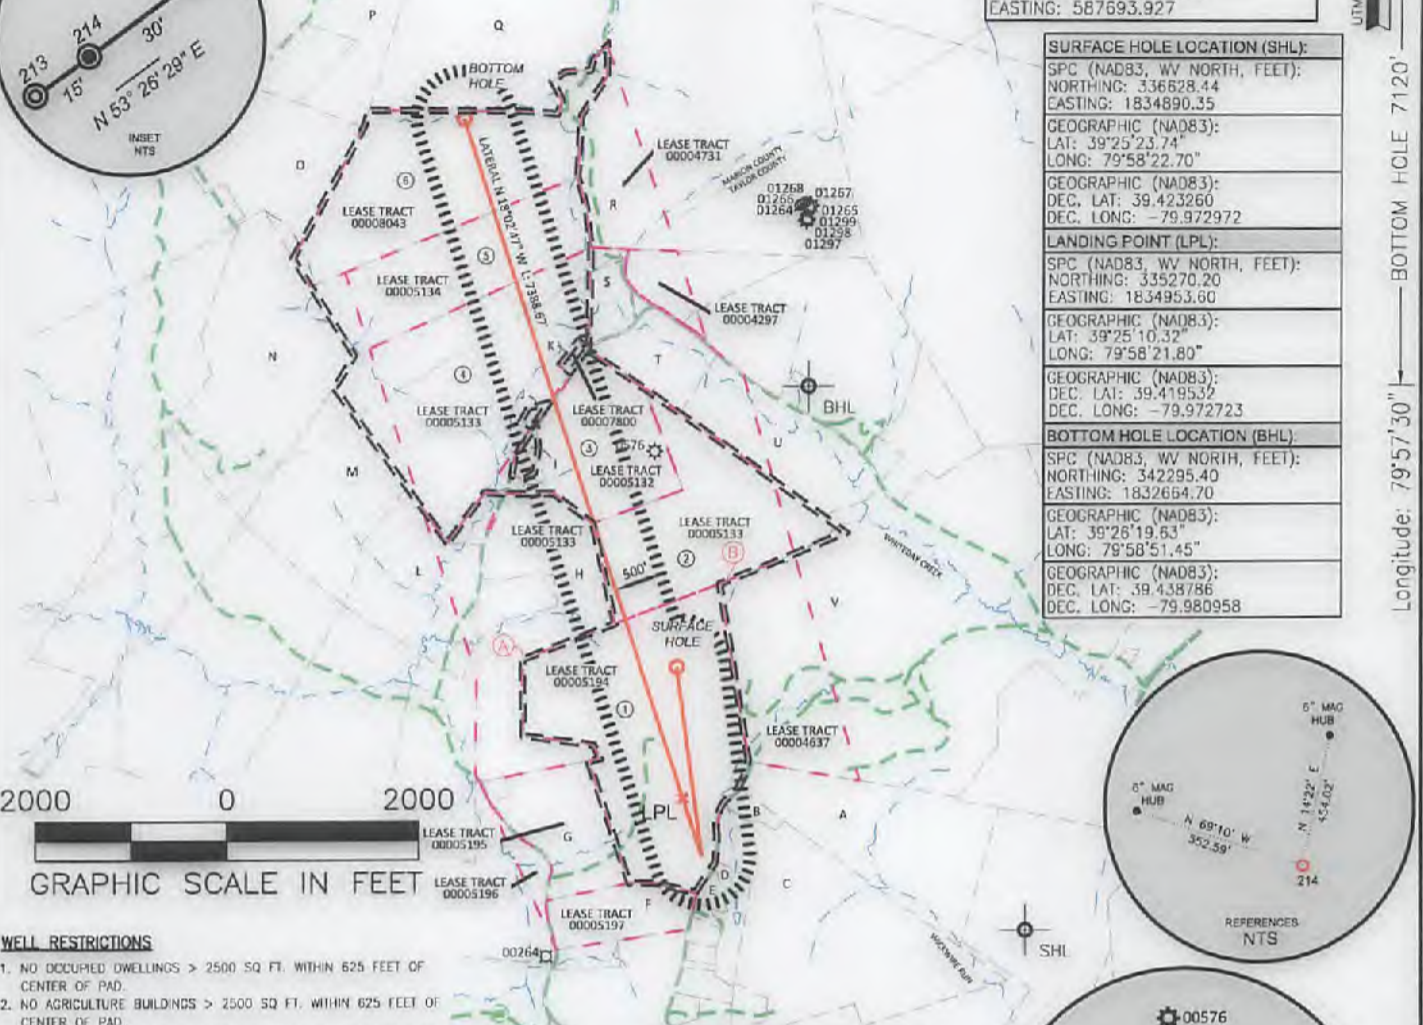 213
214
15'
30'
N 53° 26' 29" E
INSET
NTS
P
Q
BOTTOM
HOLE
LATERAL N 18°02'47" W L: 7388.67
LEASE TRACT
00004731
MARION COUNTY
TAYLOR COUNTY
01268
01266
01264
01267
01265
01299
01298
01297
R
6
LEASE TRACT
00008043
5
S
LEASE TRACT
00005134
LEASE TRACT
00004297
N
K
T
4
BHL
LEASE TRACT
00005133
LEASE TRACT
00007800
3
LEASE TRACT
00005132
U
M
I
J
LEASE TRACT
00005133
LEASE TRACT
00005133
B
2
500'
WHITEDAY CREEK
L
H
V
SURFACE
HOLE
A
LEASE TRACT
00005194
1
LEASE TRACT
00004637
LPL
B
A
G
LEASE TRACT
00005195
LEASE TRACT
00005196
D
E
C
F
LEASE TRACT
00005197
00264
SHL
2000 0 2000
GRAPHIC SCALE IN FEET
WELL RESTRICTIONS
1. NO OCCUPIED DWELLINGS > 2500 SQ FT. WITHIN 625 FEET OF
CENTER OF PAD.
2. NO AGRICULTURE BUILDINGS > 2500 SQ FT. WITHIN 625 FEET OF
CENTER OF PAD
EASTING: 587693.927
SURFACE HOLE LOCATION (SHL):
SPC (NAD83, WV NORTH, FEET):
NORTHING: 336628.44
EASTING: 1834890.35
GEOGRAPHIC (NAD83):
LAT: 39°25'23.74"
LONG: 79°58'22.70"
GEOGRAPHIC (NAD83):
DEC. LAT: 39.423260
DEC. LONG: -79.972972
LANDING POINT (LPL):
SPC (NAD83, WV NORTH, FEET):
NORTHING: 335270.20
EASTING: 1834953.60
GEOGRAPHIC (NAD83):
LAT: 39°25'10.32"
LONG: 79°58'21.80"
GEOGRAPHIC (NAD83):
DEC. LAT: 39.419532
DEC. LONG: -79.972723
BOTTOM HOLE LOCATION (BHL):
SPC (NAD83, WV NORTH, FEET):
NORTHING: 342295.40
EASTING: 1832664.70
GEOGRAPHIC (NAD83):
LAT: 39°26'19.63"
LONG: 79°58'51.45"
GEOGRAPHIC (NAD83):
DEC. LAT: 39.438786
DEC. LONG: -79.980958
UTM
BOTTOM HOLE 7120'
Longitude: 79°57'30"
6" MAG
HUB
6" MAG
HUB
N 14°22' E
454.02'
N 69°10' W
552.59'
214
REFERENCES
NTS
00576